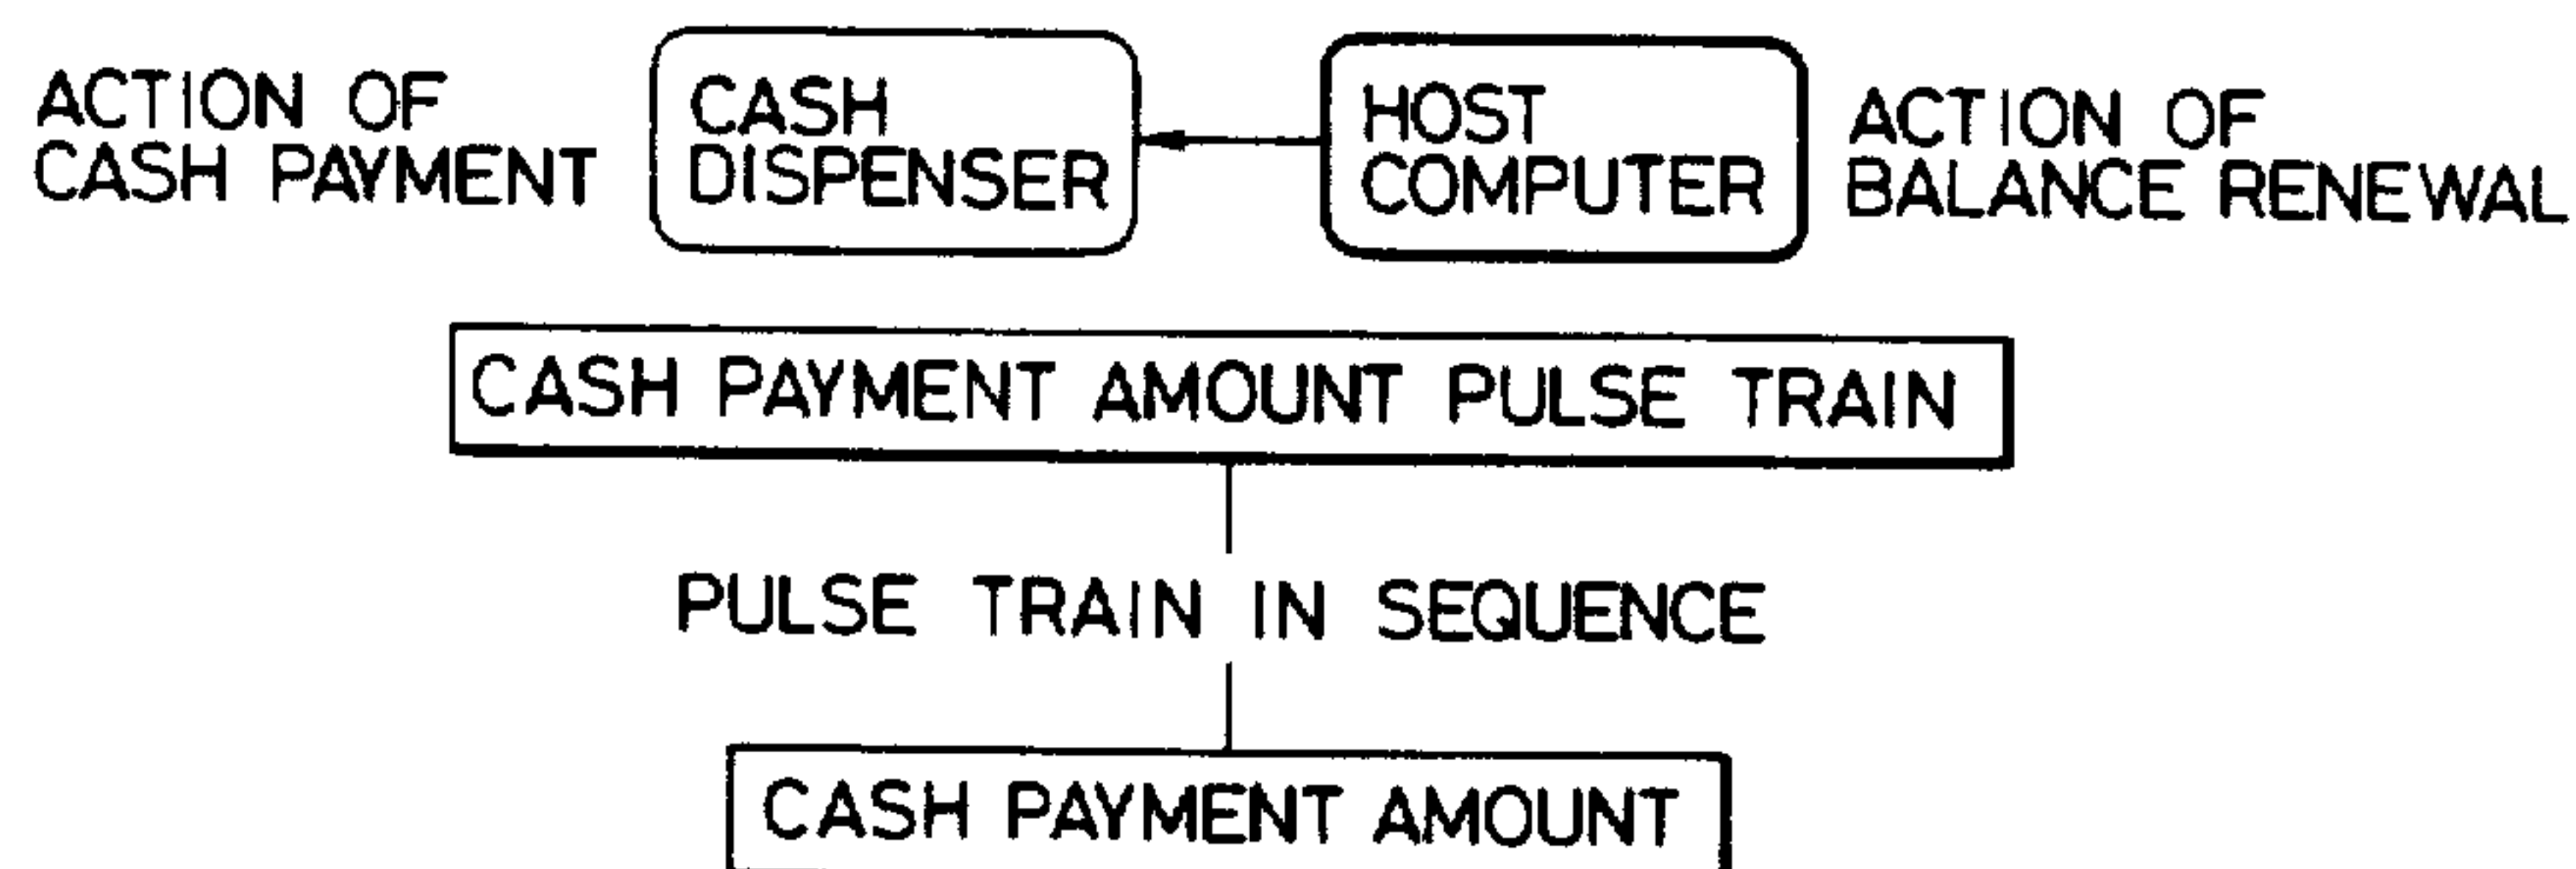 ACTION OF
CASH PAYMENT
CASH
DISPENSER
HOST
COMPUTER
ACTION OF
BALANCE RENEWAL
CASH PAYMENT AMOUNT PULSE TRAIN
PULSE TRAIN IN SEQUENCE
CASH PAYMENT AMOUNT